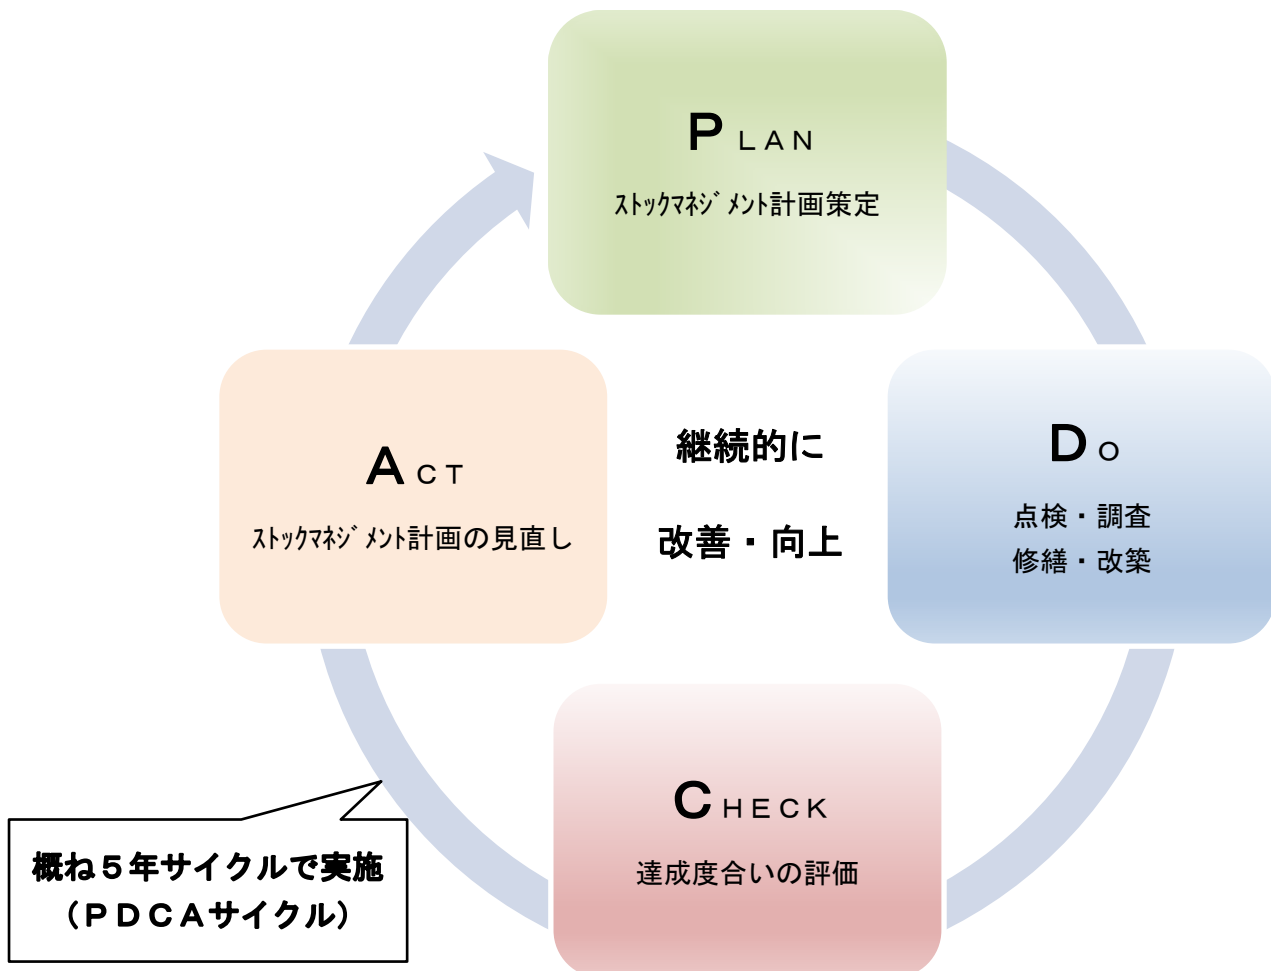 ＰＬＡＮ
ｽﾄｯｸﾏﾈｼﾞﾒﾝﾄ計画策定
Ｄｏ
点検・調査
修繕・改築
ＣＨＥＣＫ
達成度合いの評価
ＡＣＴ
ｽﾄｯｸﾏﾈｼﾞﾒﾝﾄ計画の見直し
継続的に
改善・向上
概ね５年サイクルで実施
（ＰＤＣＡサイクル）